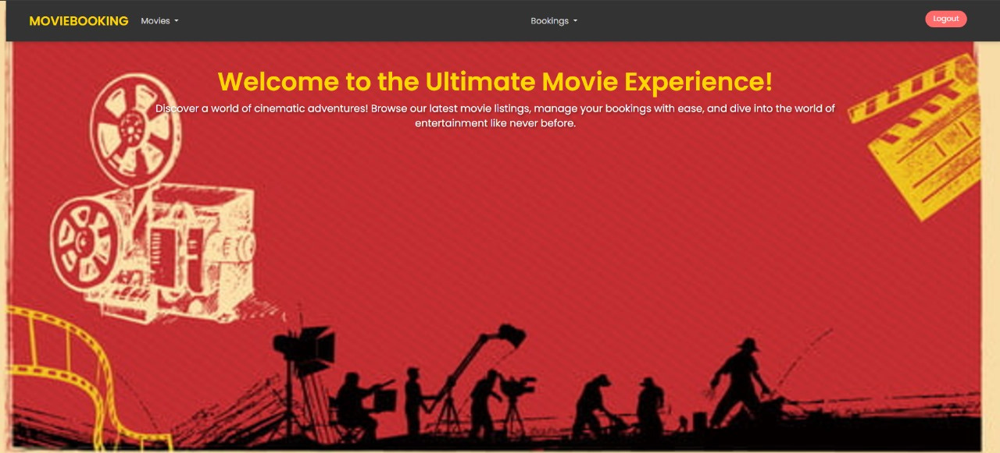 MOVIEBOOKING Movies Bookings Logout
Welcome to the Ultimate Movie Experience!
Discover a world of cinematic adventures! Browse our latest movie listings, manage your bookings with ease, and dive into the world of
entertainment like never before.